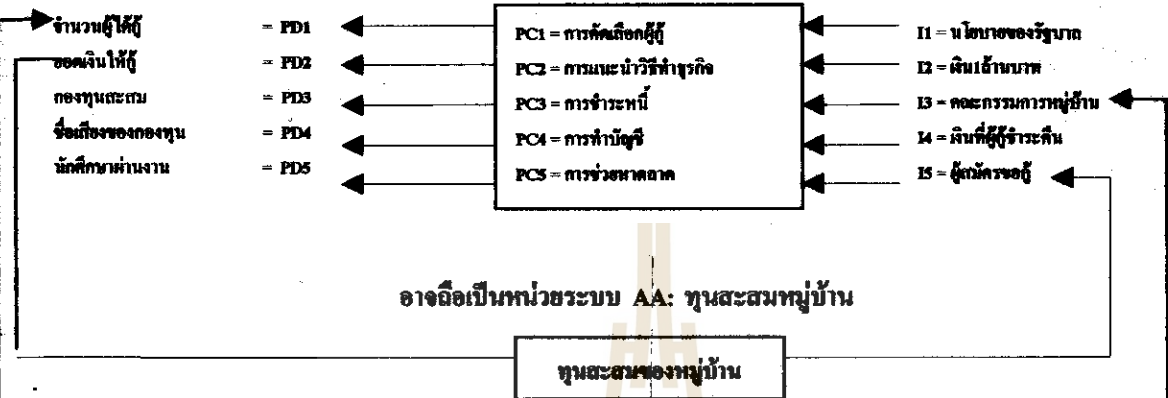 จำนวนผู้ได้กู้ = PD1
ยอดเงินให้กู้ = PD2
กองทุนสะสม = PD3
ชื่อเสียงของกองทุน = PD4
นักศึกษาผ่านงาน = PD5
PC1 = การคัดเลือกผู้กู้
PC2 = การแนะนำวิธีทำธุรกิจ
PC3 = การชำระหนี้
PC4 = การทำบัญชี
PC5 = การช่วยหาตลาด
I1 = นโยบายของรัฐบาล
I2 = เงิน1ล้านบาท
I3 = คณะกรรมการหมู่บ้าน
I4 = เงินที่ผู้กู้ชำระคืน
I5 = ผู้สมัครขอกู้
อาจถือเป็นหน่วยระบบ AA: ทุนสะสมหมู่บ้าน
ทุนสะสมของหมู่บ้าน